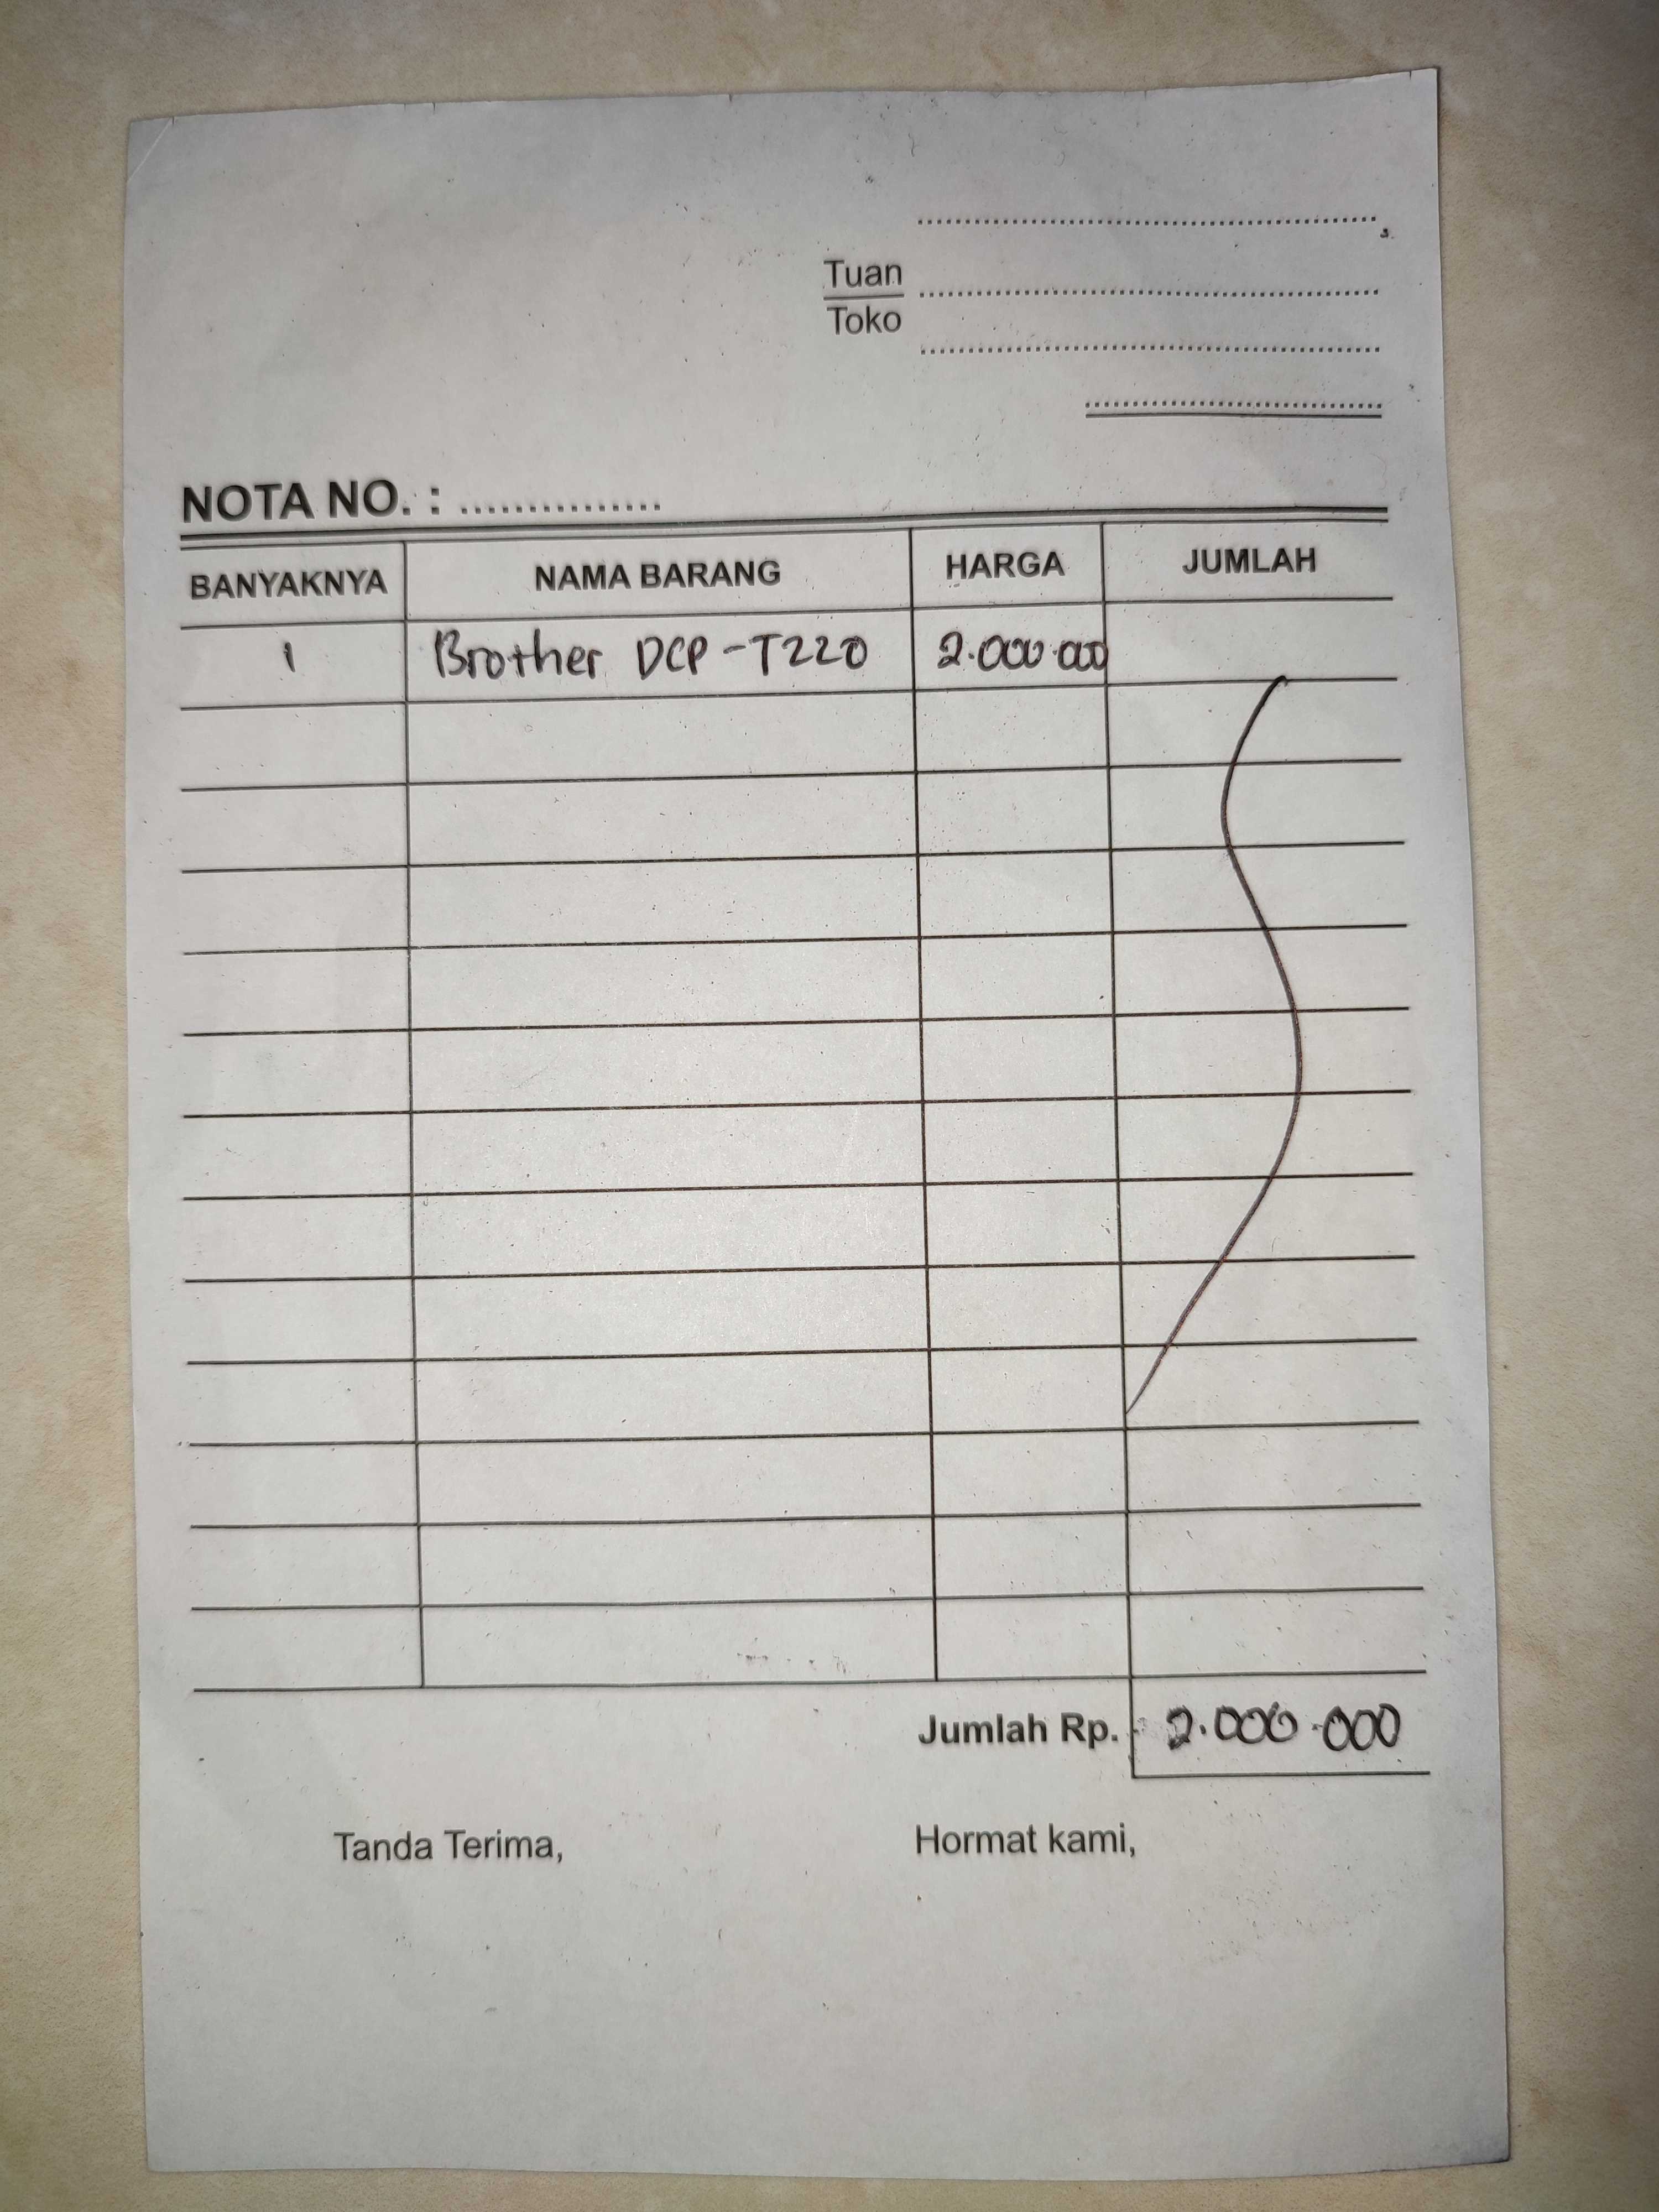 Tuan
Toko
NOTA NO. : ...............
BANYAKNYA NAMA BARANG HARGA JUMLAH
1 Brother DCP-T220 2.000.000
Jumlah Rp. 2.000.000
Tanda Terima, Hormat kami,